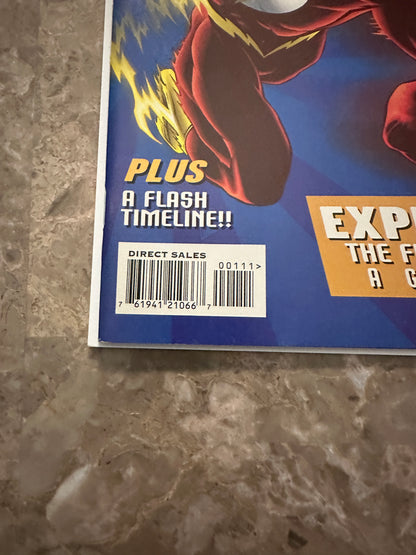 PLUS
A FLASH
TIMELINE!!
EXP
THE F
A
DIRECT SALES
00111>
7 61941 21066 7